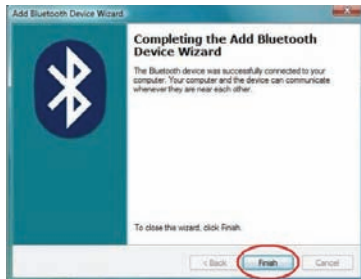 Add Bluetooth Device Wizard
Completing the Add Bluetooth
Device Wizard
The Bluetooth device was successfully connected to your
computer. Your computer and the device can communicate
whenever they are near each other.
To close this wizard, click Finish.
< Back Finish Cancel